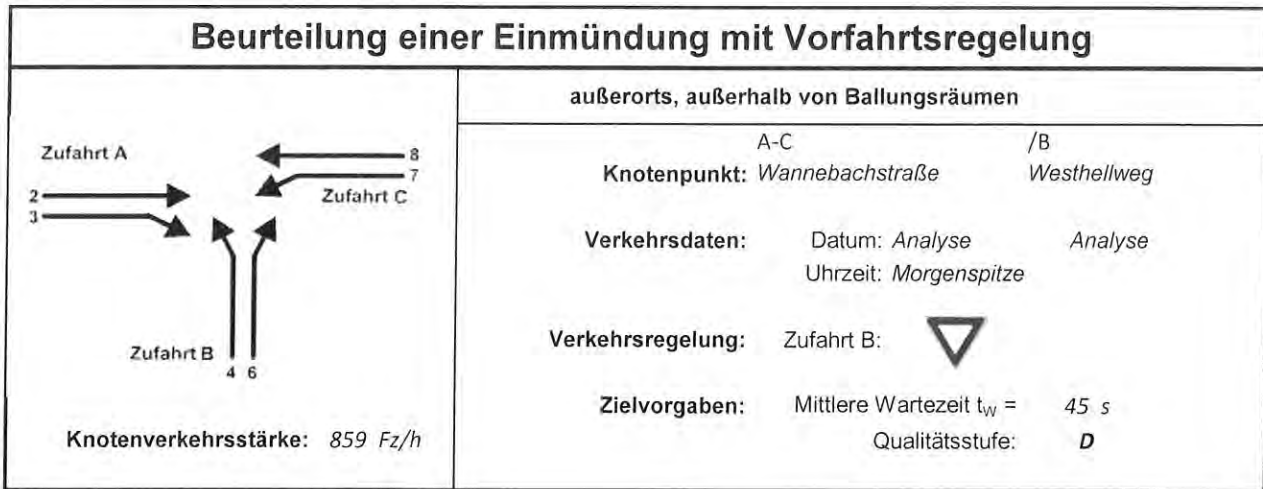 Beurteilung einer Einmündung mit Vorfahrtsregelung
Zufahrt A
8
7
Zufahrt C
2
3
Zufahrt B
4 6
Knotenverkehrsstärke: 859 Fz/h
außerorts, außerhalb von Ballungsräumen
A-C /B
Knotenpunkt: Wannebachstraße Westhellweg
Verkehrsdaten: Datum: Analyse Analyse
Uhrzeit: Morgenspitze
Verkehrsregelung: Zufahrt B:
Zielvorgaben: Mittlere Wartezeit tW = 45 s
Qualitätsstufe: D